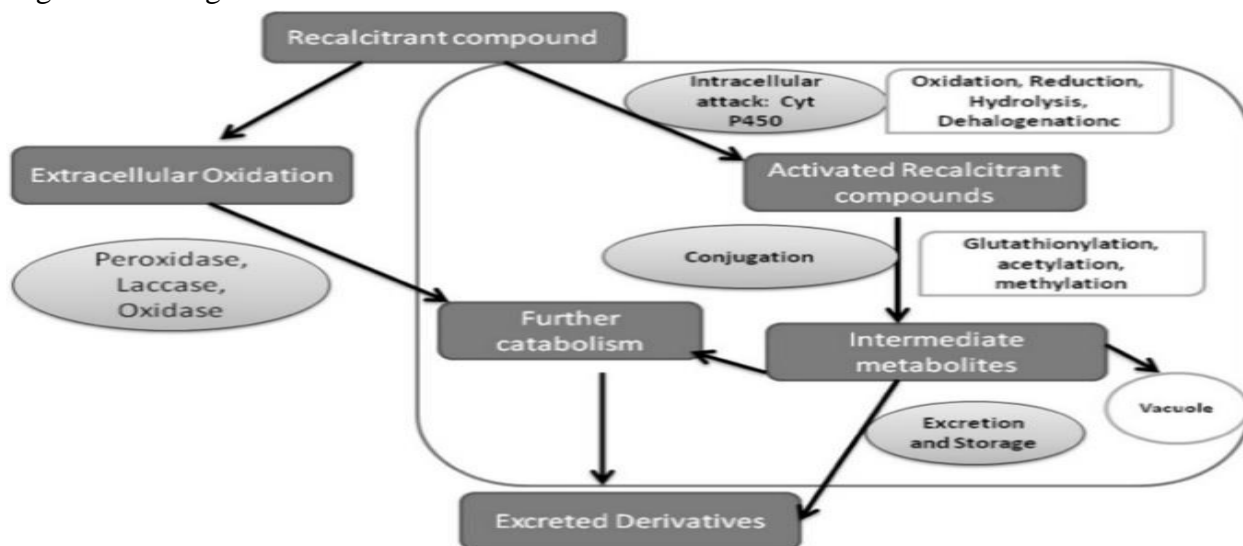 Recalcitrant compound
Intracellular
attack: Cyt
P450
Oxidation, Reduction,
Hydrolysis,
Dehalogenationc
Extracellular Oxidation
Activated Recalcitrant
compounds
Peroxidase,
Laccase,
Oxidase
Conjugation
Glutathionylation,
acetylation,
methylation
Further
catabolism
Intermediate
metabolites
Vacuole
Excretion
and Storage
Excreted Derivatives